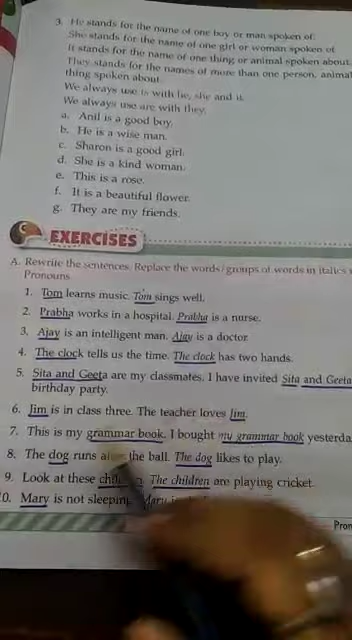 3. He stands for the name of one boy or man spoken of.
She stands for the name of one girl or woman spoken of.
It stands for the name of one thing or animal spoken about.
They stands for the names of more than one person, animal
thing spoken about.
We always use is with he, she and it.
We always use are with they.
a. Anil is a good boy.
b. He is a wise man.
c. Sharon is a good girl.
d. She is a kind woman.
e. This is a rose.
f. It is a beautiful flower.
g. They are my friends.
EXERCISES
A. Rewrite the sentences. Replace the words/groups of words in italics w
Pronouns.
1. Tom learns music. Tom sings well.
2. Prabha works in a hospital. Prabha is a nurse.
3. Ajay is an intelligent man. Ajay is a doctor.
4. The clock tells us the time. The clock has two hands.
5. Sita and Geeta are my classmates. I have invited Sita and Geeta
birthday party.
6. Jim is in class three. The teacher loves Jim.
7. This is my grammar book. I bought my grammar book yesterda
8. The dog runs the ball. The dog likes to play.
9. Look at these The children are playing cricket.
10. Mary is not sleeping. Mary
Pron